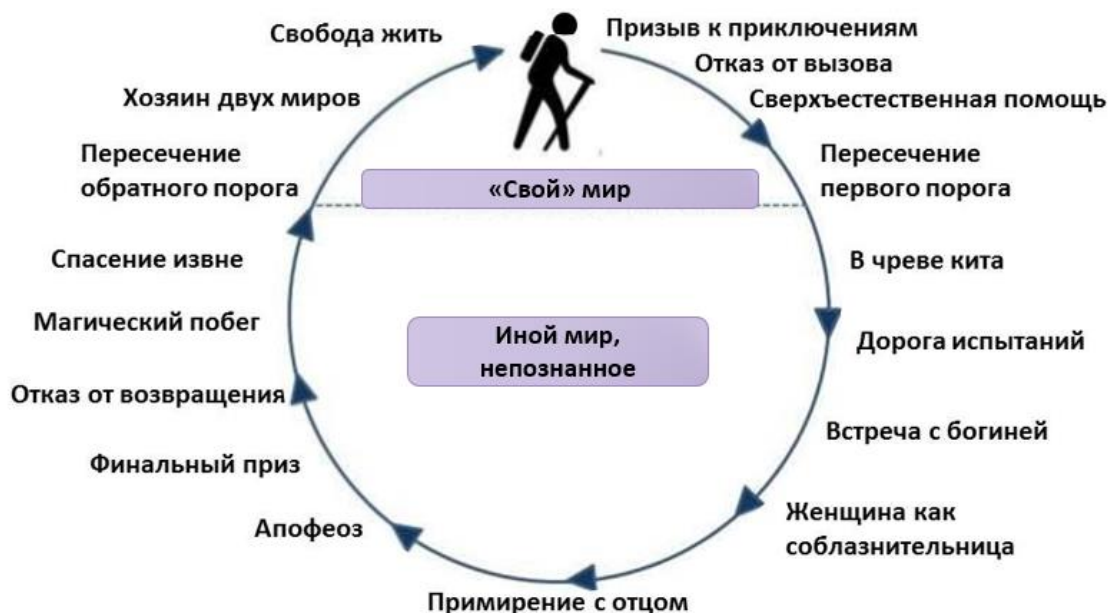 Призыв к приключениям
Отказ от вызова
Сверхъестественная помощь
Пересечение
первого порога
В чреве кита
Дорога испытаний
Встреча с богиней
Женщина как
соблазнительница
Примирение с отцом
Апофеоз
Финальный приз
Отказ от возвращения
Магический побег
Спасение извне
Пересечение
обратного порога
Хозяин двух миров
Свобода жить
«Свой» мир
Иной мир,
непознанное